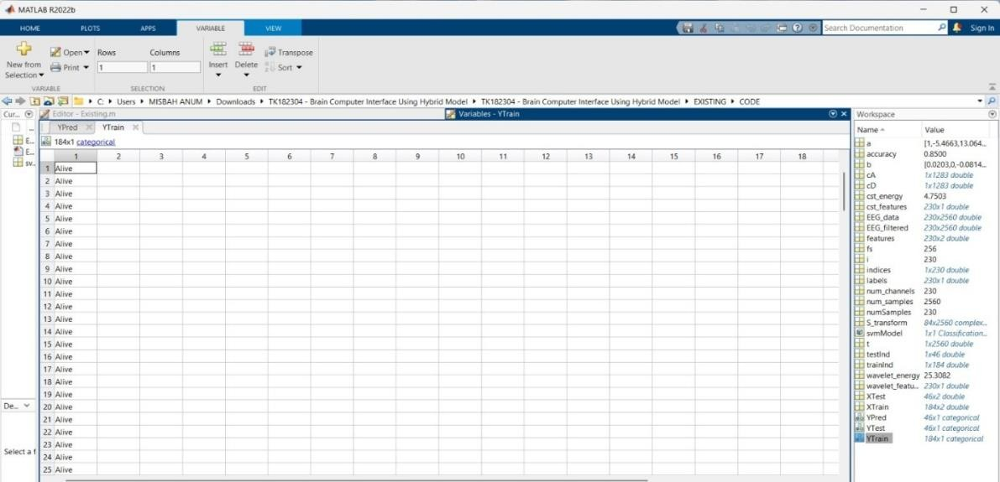 MATLAB R2022b
HOME PLOTS APPS VARIABLE VIEW Search Documentation Sign In
New from Selection Open Rows Columns Insert Delete Transpose
Print 1 1 Sort
VARIABLE SELECTION EDIT
C: Users MISBAH ANUM Downloads TK182304 - Brain Computer Interface Using Hybrid Model TK182304 - Brain Computer Interface Using Hybrid Model EXISTING CODE
Cur... Editor - Existing.m Variables - YTrain Workspace
YPred YTrain
184x1 categorical
1 2 3 4 5 6 7 8 9 10 11 12 13 14 15 16 17 18
1 Alive
2 Alive
3 Alive
4 Alive
5 Alive
6 Alive
7 Alive
8 Alive
9 Alive
10 Alive
11 Alive
12 Alive
13 Alive
14 Alive
15 Alive
16 Alive
17 Alive
18 Alive
19 Alive
20 Alive
21 Alive
22 Alive
23 Alive
24 Alive
25 Alive
...
E...
E...
sv...
De...
Select a f
Name Value
a [1,-5.4663,13.064...
accuracy 0.8500
b [0.0203,0,-0.0814...
cA 1x1283 double
cD 1x1283 double
cst_energy 4.7503
cst_features 230x1 double
EEG_data 230x2560 double
EEG_filtered 230x2560 double
features 230x2 double
fs 256
i 230
indices 1x230 double
labels 230x1 double
num_channels 230
num_samples 2560
numSamples 230
S_transform 84x2560 complex...
svmModel 1x1 Classification...
t 1x2560 double
testInd 1x46 double
trainInd 1x184 double
wavelet_energy 25.3082
wavelet_featu... 230x1 double
XTest 46x2 double
XTrain 184x2 double
YPred 46x1 categorical
YTest 46x1 categorical
YTrain 184x1 categorical